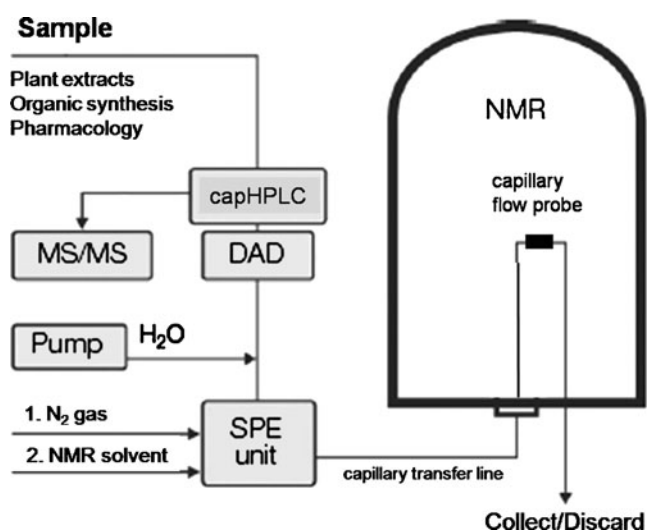 Sample
Plant extracts
Organic synthesis
Pharmacology
capHPLC
MS/MS
DAD
Pump
H₂O
1. N₂ gas
2. NMR solvent
SPE
unit
capillary transfer line
NMR
capillary
flow probe
Collect/Discard